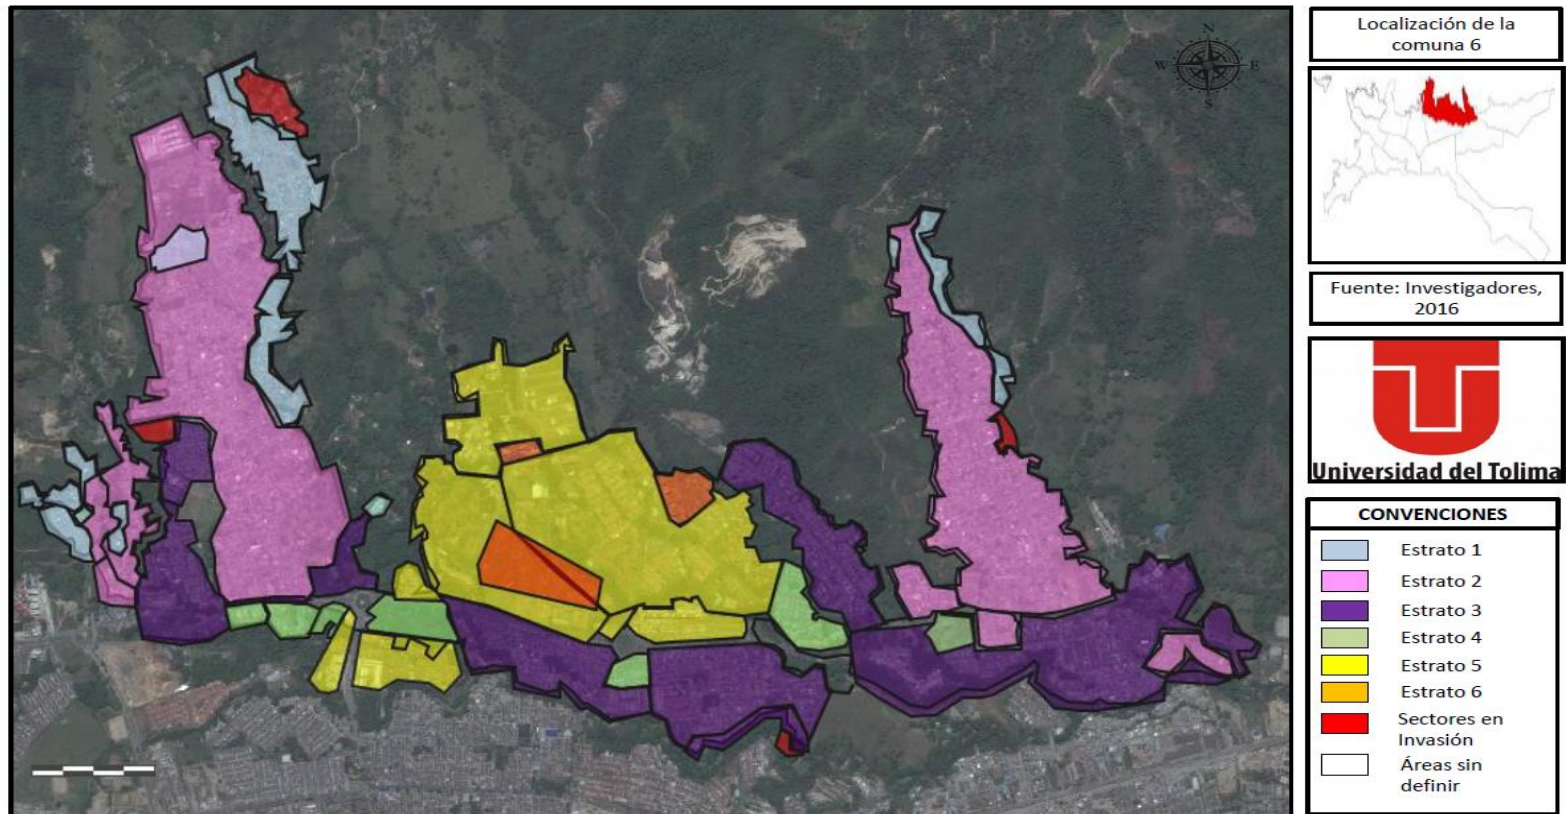 N
W
E
S
Localización de la
comuna 6
Fuente: Investigadores,
2016
Universidad del Tolima
CONVENCIONES
Estrato 1
Estrato 2
Estrato 3
Estrato 4
Estrato 5
Estrato 6
Sectores en
Invasión
Áreas sin
definir